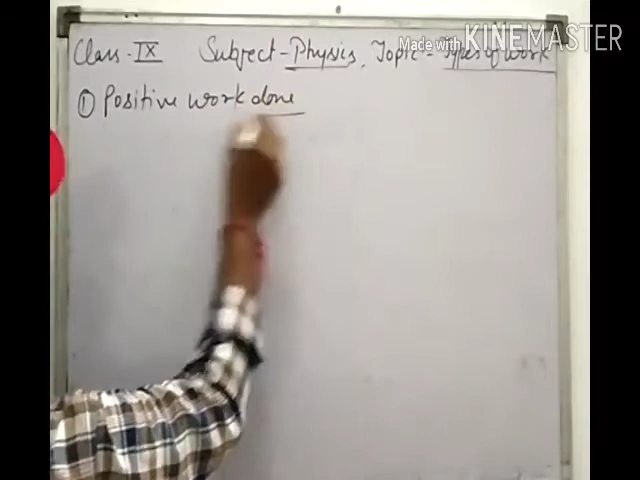 Class - IX Subject - Physics, Topic - Types of work
Made with KINEMASTER
① Positive work done